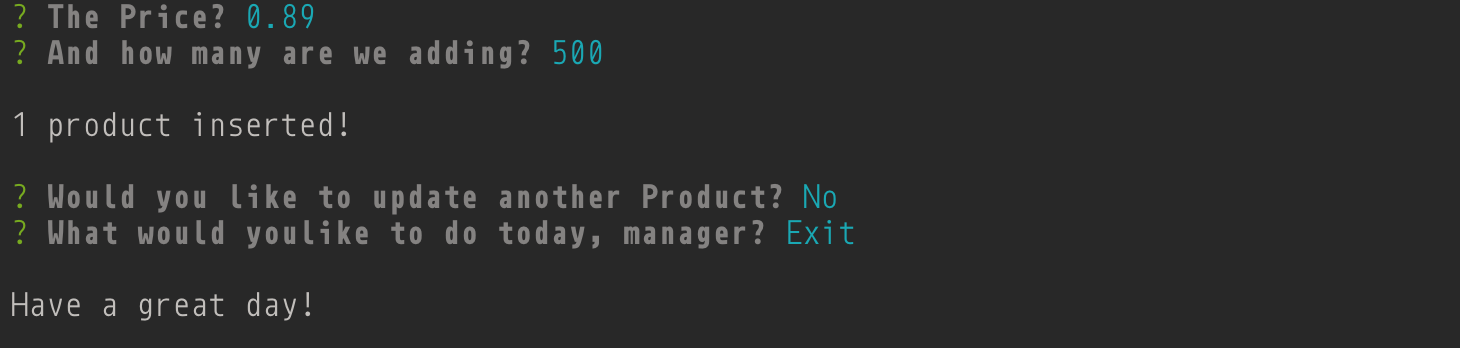 ? The Price? 0.89
? And how many are we adding? 500
1 product inserted!
? Would you like to update another Product? No
? What would youlike to do today, manager? Exit
Have a great day!